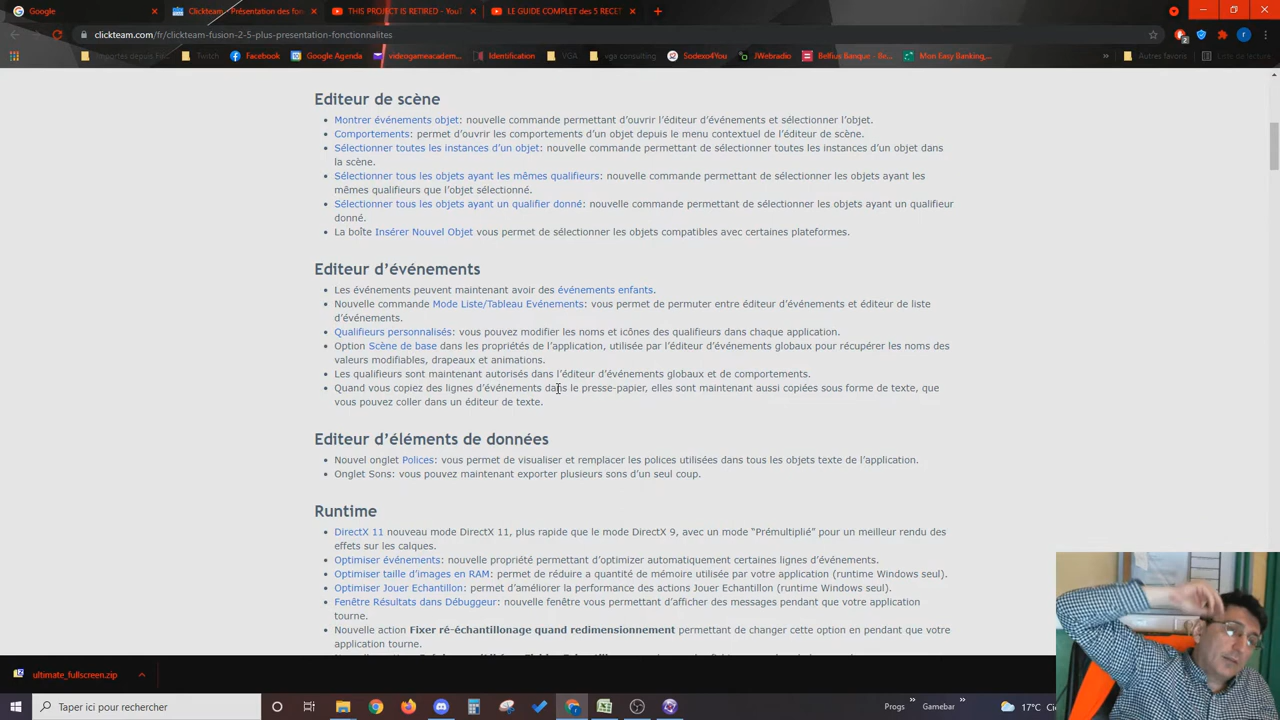 Google
Clickteam - Présentation des fon
THIS PROJECT IS RETIRED - YouT
LE GUIDE COMPLET des 5 RECET
clickteam.com/fr/clickteam-fusion-2-5-plus-presentation-fonctionnalites
Twitch
Facebook
Google Agenda
videogameacadem...
Identification
VGA
vga consulting
Sodexo4You
JWebradio
Belfius Banque - Bin...
Mon Easy Banking,...
Autres favoris
Liste de lecture
Editeur de scène
Montrer événements objet: nouvelle commande permettant d'ouvrir l'éditeur d'événements et sélectionner l'objet.
Comportements: permet d'ouvrir les comportements d'un objet depuis le menu contextuel de l'éditeur de scène.
Sélectionner toutes les instances d'un objet: nouvelle commande permettant de sélectionner toutes les instances d'un objet dans
la scène.
Sélectionner tous les objets ayant les mêmes qualifieurs: nouvelle commande permettant de sélectionner les objets ayant les
mêmes qualifieurs que l'objet sélectionné.
Sélectionner tous les objets ayant un qualifier donné: nouvelle commande permettant de sélectionner les objets ayant un qualifieur
donné.
La boîte Insérer Nouvel Objet vous permet de sélectionner les objets compatibles avec certaines plateformes.
Editeur d'événements
Les événements peuvent maintenant avoir des événements enfants.
Nouvelle commande Mode Liste/Tableau Evénements: vous permet de permuter entre éditeur d'événements et éditeur de liste
d'événements.
Qualifieurs personnalisés: vous pouvez modifier les noms et icônes des qualifieurs dans chaque application.
Option Scène de base dans les propriétés de l'application, utilisée par l'éditeur d'événements globaux pour récupérer les noms des
valeurs modifiables, drapeaux et animations.
Les qualifieurs sont maintenant autorisés dans l'éditeur d'événements globaux et de comportements.
Quand vous copiez des lignes d'événements dans le presse-papier, elles sont maintenant aussi copiées sous forme de texte, que
vous pouvez coller dans un éditeur de texte.
Editeur d'éléments de données
Nouvel onglet Polices: vous permet de visualiser et remplacer les polices utilisées dans tous les objets texte de l'application.
Onglet Sons: vous pouvez maintenant exporter plusieurs sons d'un seul coup.
Runtime
DirectX 11 nouveau mode DirectX 11, plus rapide que le mode DirectX 9, avec un mode "Prémultiplié" pour un meilleur rendu des
effets sur les calques.
Optimiser événements: nouvelle propriété permettant d'optimizer automatiquement certaines lignes d'événements.
Optimiser taille d'images en RAM: permet de réduire a quantité de mémoire utilisée par votre application (runtime Windows seul).
Optimiser Jouer Echantillon: permet d'améliorer la performance des actions Jouer Echantillon (runtime Windows seul).
Fenêtre Résultats dans Débuggeur: nouvelle fenêtre vous permettant d'afficher des messages pendant que votre application
tourne.
Nouvelle action Fixer ré-échantillonage quand redimensionnement permettant de changer cette option en pendant que votre
application tourne.
ultimate_fullscreen.zip
Taper ici pour rechercher
Progs
Gamebar
17°C